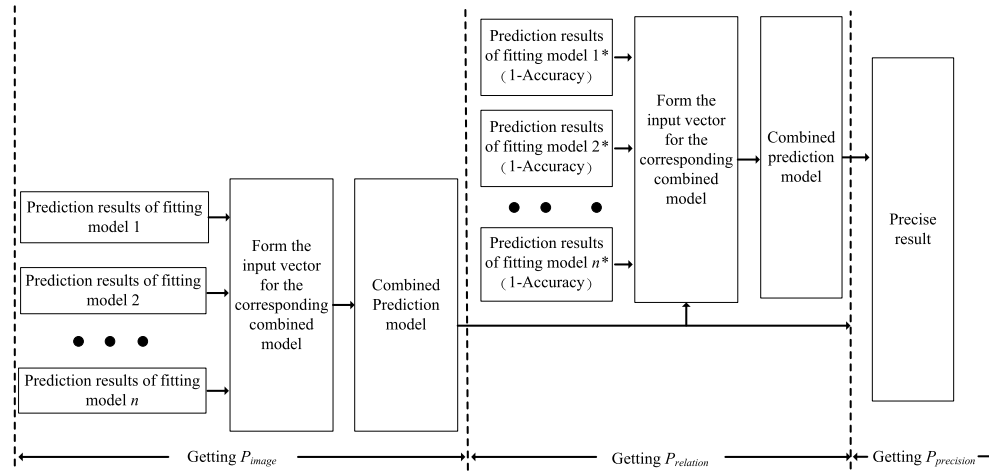 Prediction results of fitting
model 1
Prediction results of fitting
model 2
Prediction results of fitting
model n
Form the
input vector
for the
corresponding
combined
model
Combined
Prediction
model
Getting P_image
Prediction results
of fitting model 1*
(1-Accuracy)
Prediction results
of fitting model 2*
(1-Accuracy)
Prediction results
of fitting model n*
(1-Accuracy)
Form the
input vector
for the
corresponding
combined
model
Combined
prediction
model
Getting P_relation
Precise
result
Getting P_precision